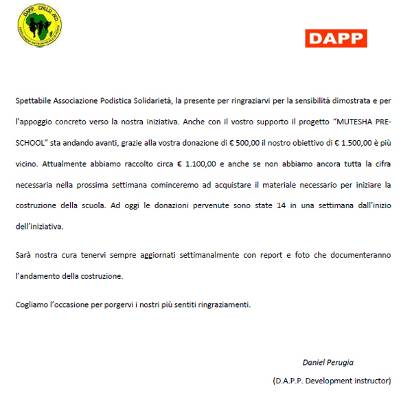 DAPP
Spettabile Associazione Podistica Solidarietà, la presente per ringraziarvi per la sensibilità dimostrata e per
l'appoggio concreto verso la nostra iniziativa. Anche con il vostro supporto il progetto "MUTESHA PRE-
SCHOOL" sta andando avanti, grazie alla vostra donazione di € 500,00 il nostro obiettivo di € 1.500,00 è più
vicino. Attualmente abbiamo raccolto circa € 1.100,00 e anche se non abbiamo ancora tutta la cifra
necessaria nella prossima settimana cominceremo ad acquistare il materiale necessario per iniziare la
costruzione della scuola. Ad oggi le donazioni pervenute sono state 14 in una settimana dall'inizio
dell'iniziativa.
Sarà nostra cura tenervi sempre aggiornati settimanalmente con report e foto che documenteranno
l'andamento della costruzione.
Cogliamo l'occasione per porgervi i nostri più sentiti ringraziamenti.
Daniel Perugia
(D.A.P.P. Development instructor)